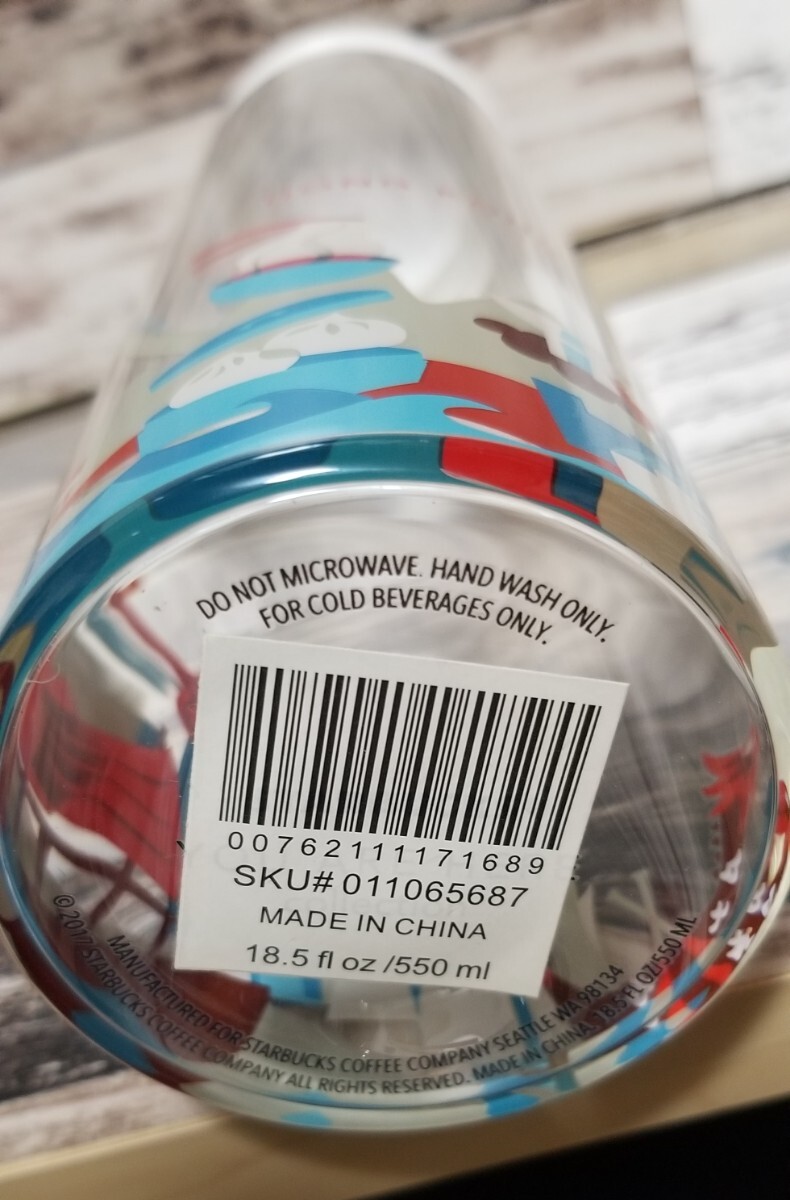 DO NOT MICROWAVE. HAND WASH ONLY.
FOR COLD BEVERAGES ONLY.
00762111171689
SKU# 011065687
MADE IN CHINA
18.5 fl oz /550 ml
MANUFACTURED FOR STARBUCKS COFFEE COMPANY SEATTLE WA 98134
©2017 STARBUCKS COFFEE COMPANY ALL RIGHTS RESERVED. MADE IN CHINA. 18.5 FL OZ/550 ML